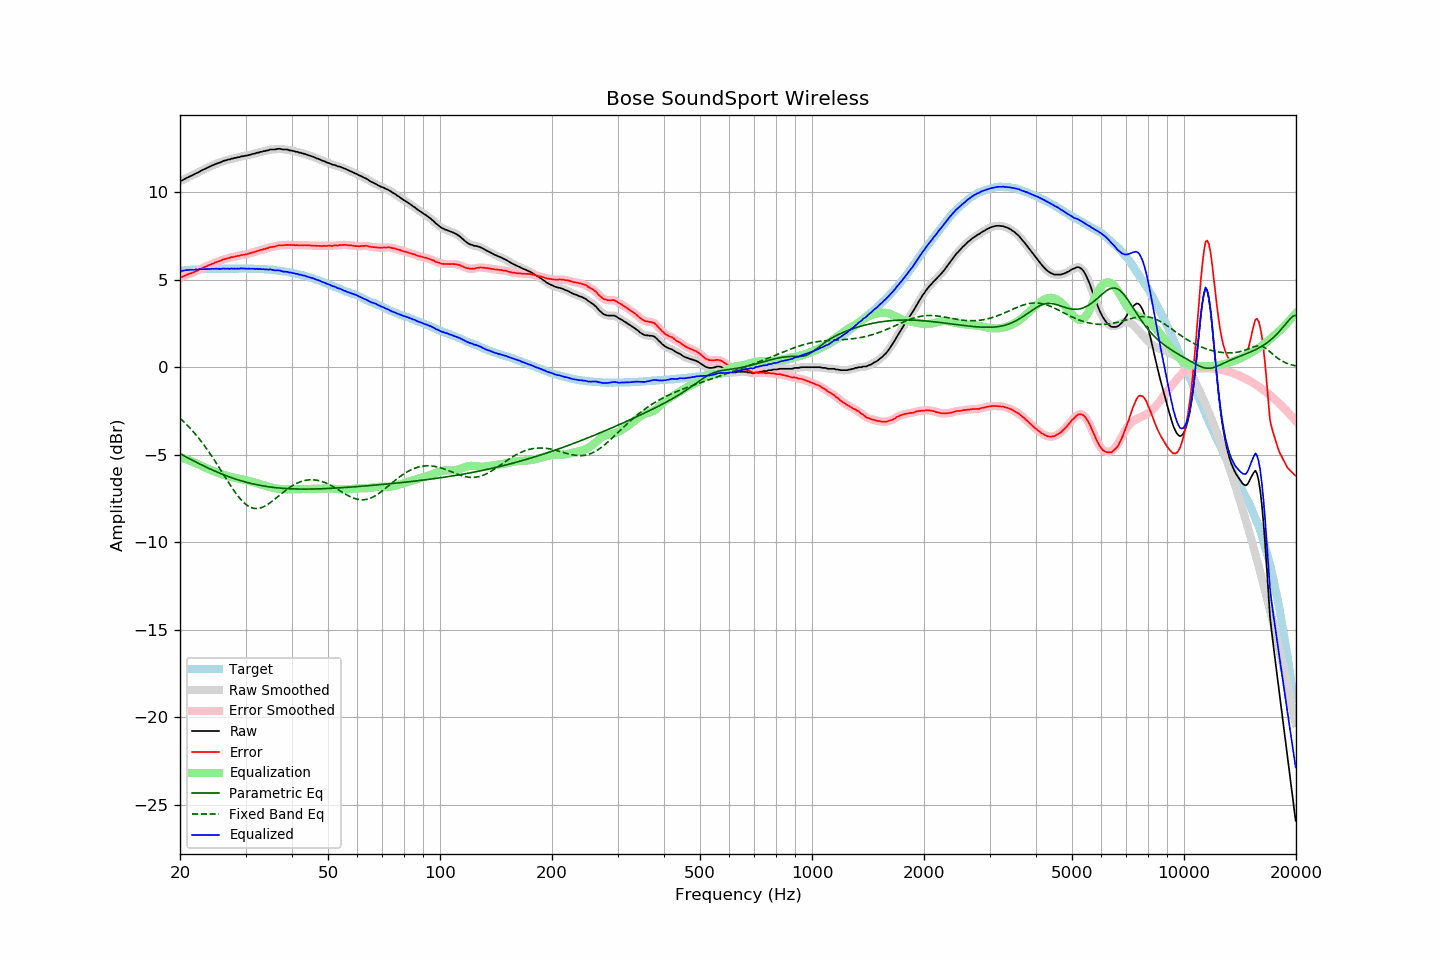 Bose SoundSport Wireless
Amplitude (dBr)
10
5
0
−5
−10
−15
−20
−25
Target
Raw Smoothed
Error Smoothed
Raw
Error
Equalization
Parametric Eq
Fixed Band Eq
Equalized
20 50 100 200 500 1000 2000 5000 10000 20000
Frequency (Hz)